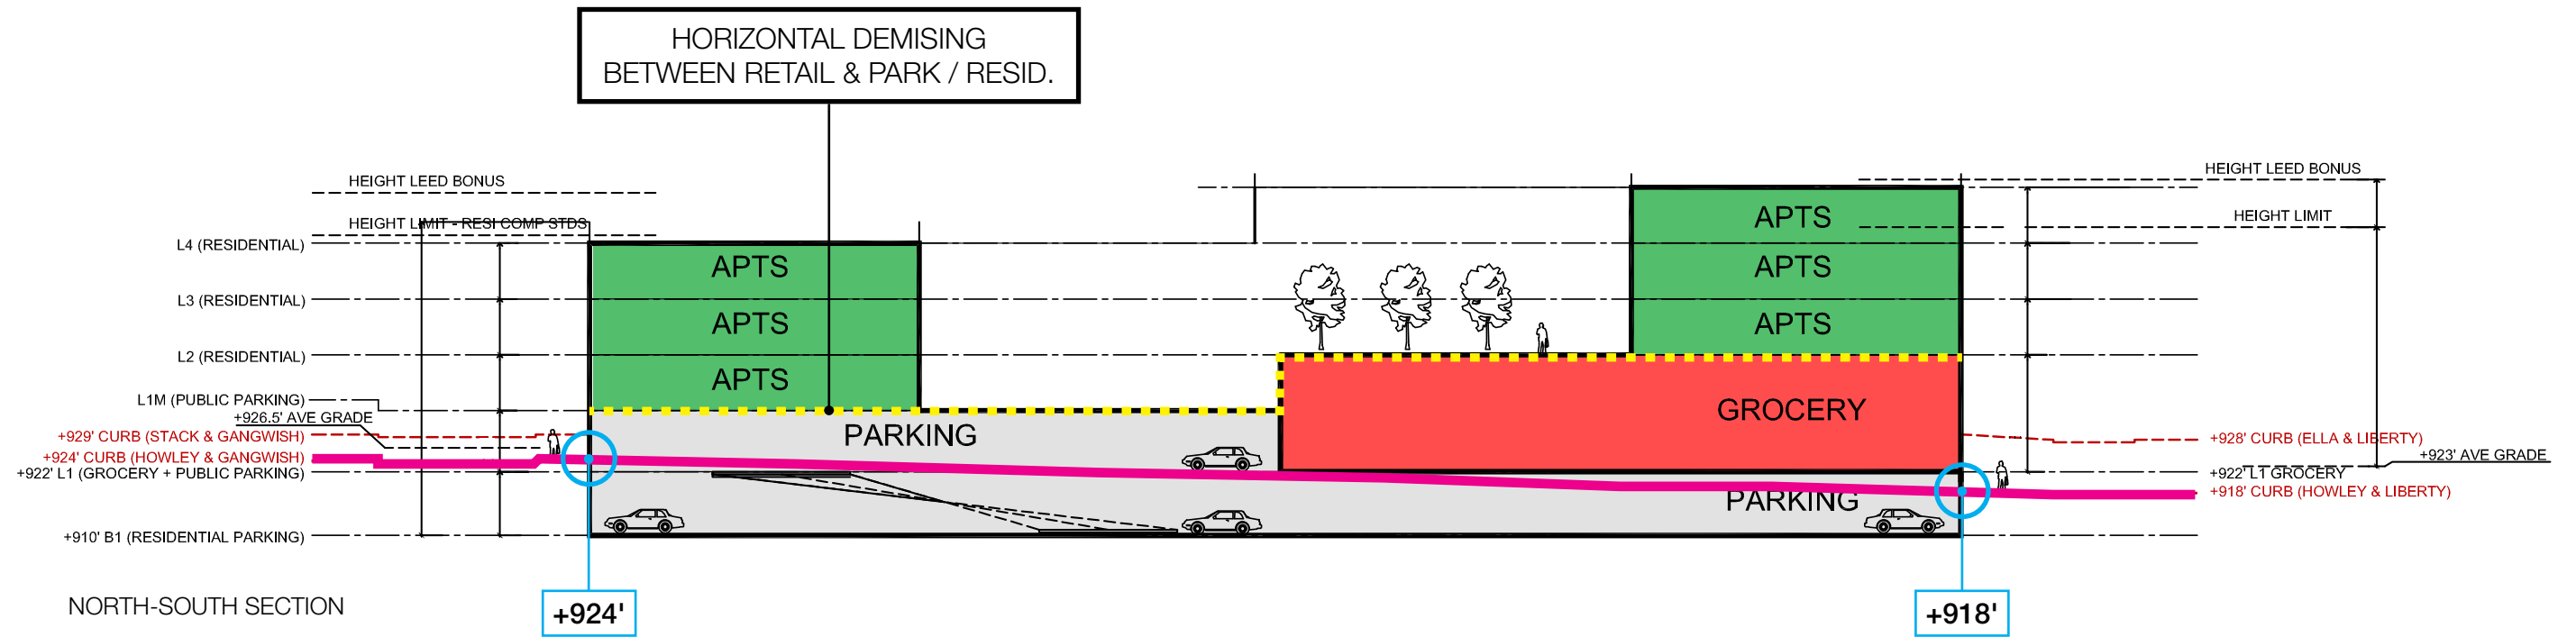 HORIZONTAL DEMISING
BETWEEN RETAIL & PARK / RESID.
HEIGHT LEED BONUS
HEIGHT LIMIT - RESI COMP STDS
L4 (RESIDENTIAL)
L3 (RESIDENTIAL)
L2 (RESIDENTIAL)
L1M (PUBLIC PARKING)
+926.5' AVE GRADE
+929' CURB (STACK & GANGWISH)
+924' CURB (HOWLEY & GANGWISH)
+922' L1 (GROCERY + PUBLIC PARKING)
+910' B1 (RESIDENTIAL PARKING)
APTS
APTS
APTS
PARKING
APTS
APTS
APTS
GROCERY
PARKING
HEIGHT LEED BONUS
HEIGHT LIMIT
+928' CURB (ELLA & LIBERTY)
+923' AVE GRADE
+922' L1 GROCERY
+918' CURB (HOWLEY & LIBERTY)
NORTH-SOUTH SECTION
+924'
+918'